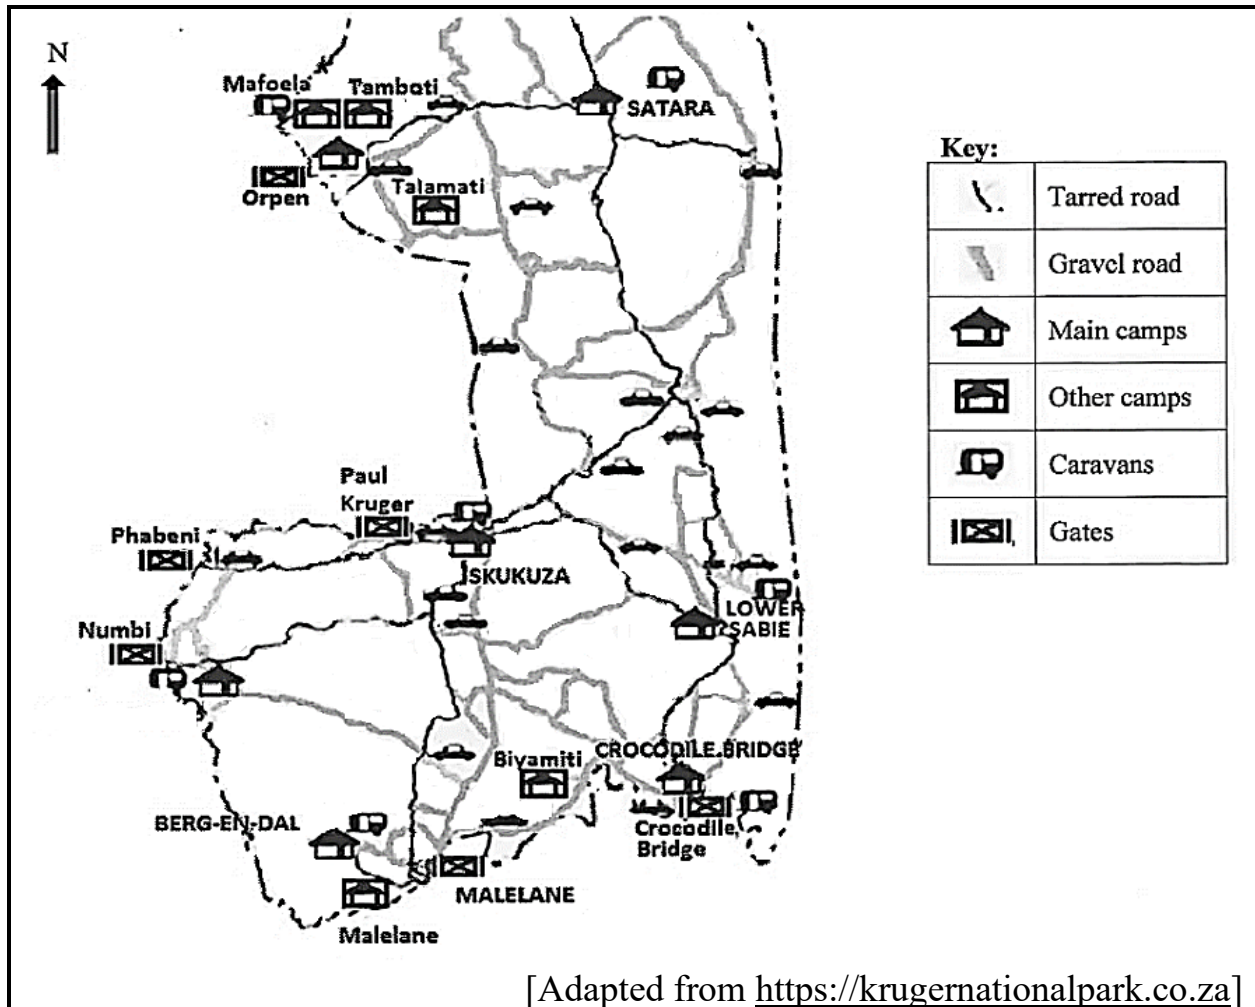 N
Mafoela
Tamboti
SATARA
Orpen
Talamati
Key:
Tarred road
Gravel road
Main camps
Other camps
Caravans
Gates
Paul
Kruger
Phabeni
SKUKUZA
Numbi
LOWER
SABIE
Biyamiti
CROCODILE BRIDGE
BERG-EN-DAL
Crocodile
Bridge
MALELANE
Malelane
[Adapted from https://krugernationalpark.co.za]